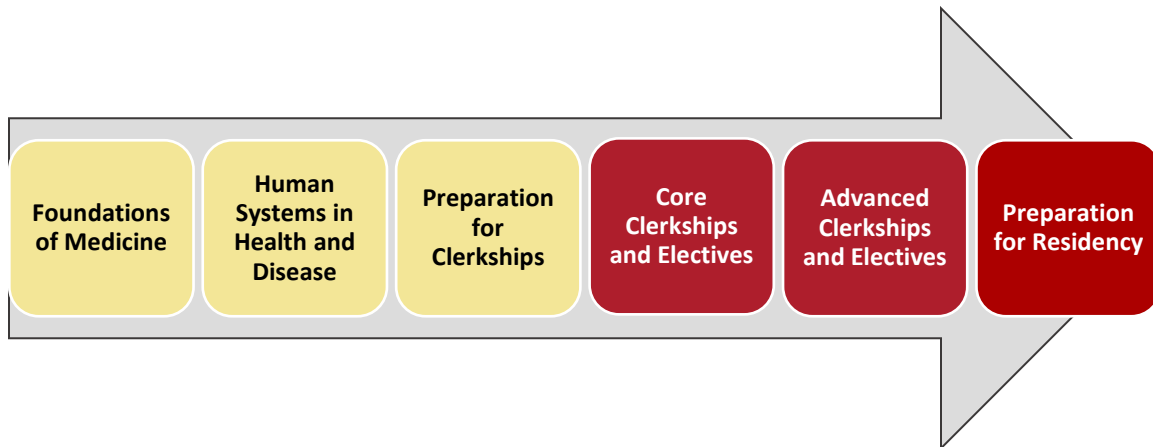 Foundations
of Medicine
Human
Systems in
Health and
Disease
Preparation
for
Clerkships
Core
Clerkships
and Electives
Advanced
Clerkships
and Electives
Preparation
for Residency